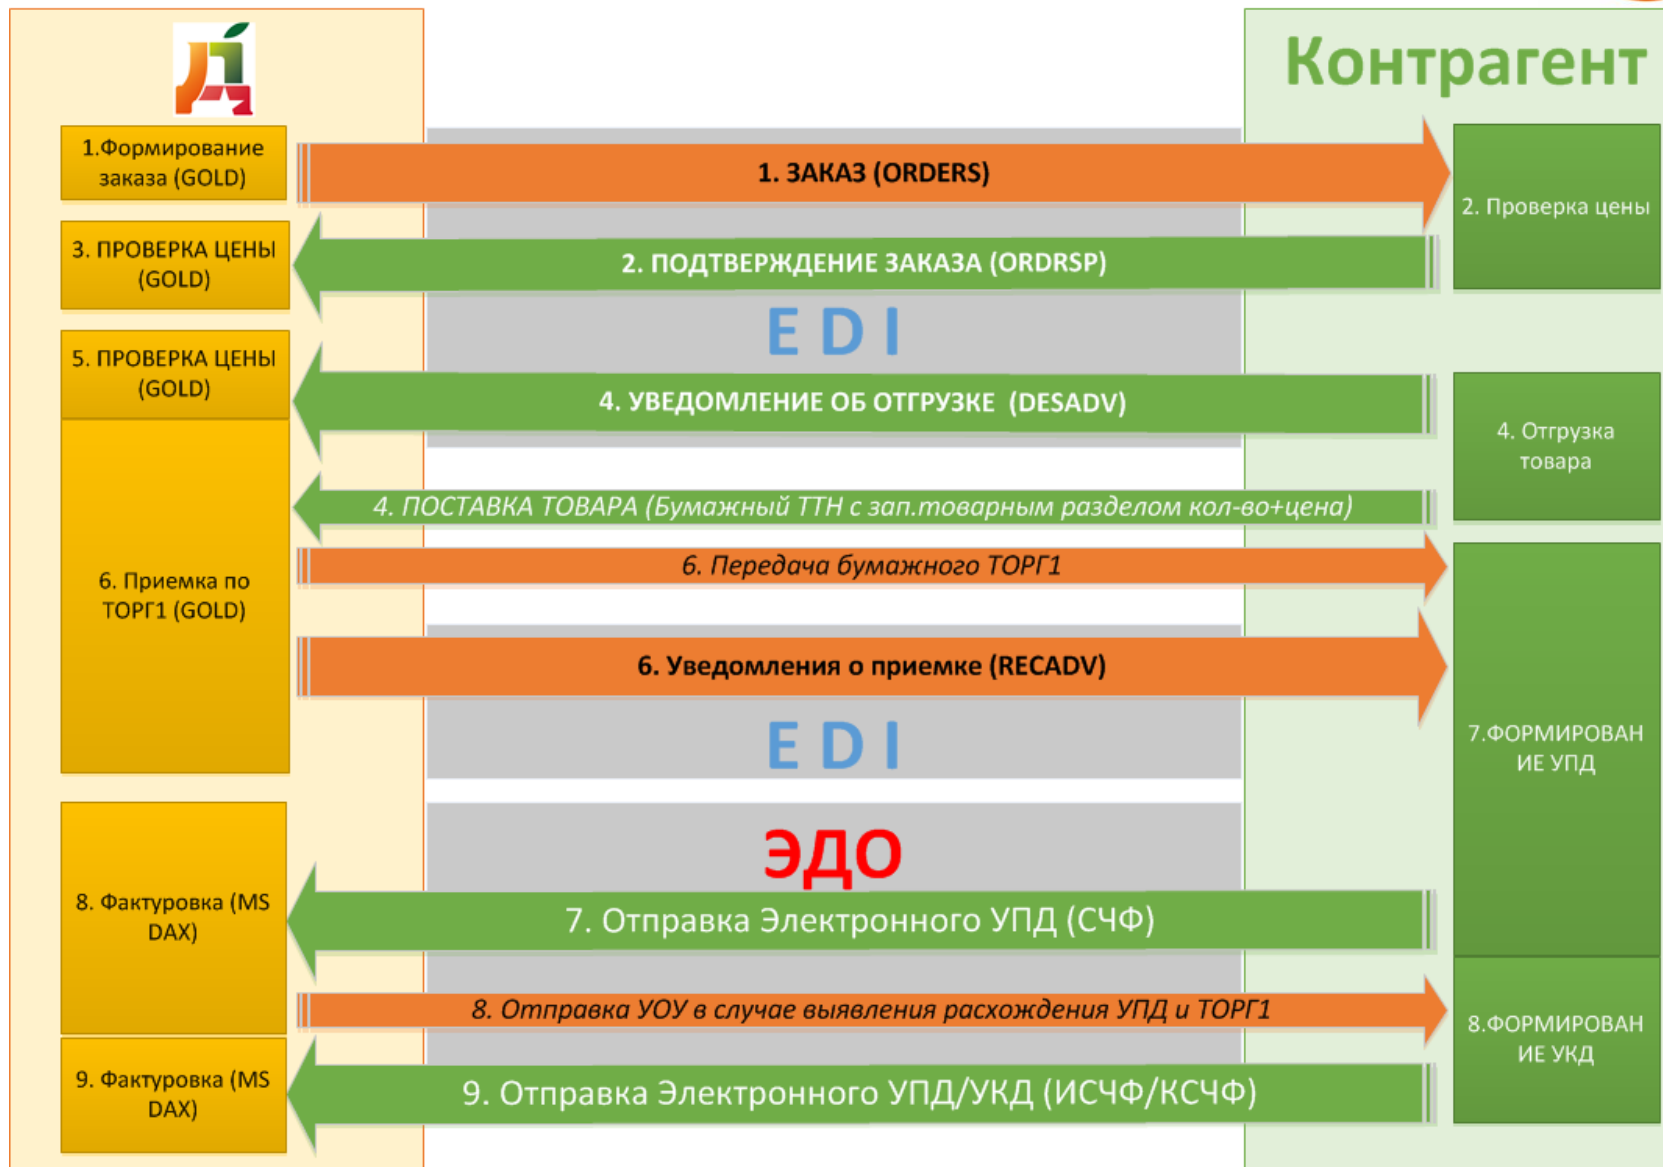 Контрагент
1.Формирование
заказа (GOLD)
1. ЗАКАЗ (ORDERS)
2. Проверка цены
3. ПРОВЕРКА ЦЕНЫ
(GOLD)
2. ПОДТВЕРЖДЕНИЕ ЗАКАЗА (ORDRSP)
E D I
5. ПРОВЕРКА ЦЕНЫ
(GOLD)
4. УВЕДОМЛЕНИЕ ОБ ОТГРУЗКЕ (DESADV)
4. Отгрузка
товара
4. ПОСТАВКА ТОВАРА (Бумажный ТТН с зап.товарным разделом кол-во+цена)
6. Передача бумажного ТОРГ1
6. Приемка по
ТОРГ1 (GOLD)
6. Уведомления о приемке (RECADV)
E D I
7.ФОРМИРОВАН
ИЕ УПД
ЭДО
8. Фактуровка (MS
DAX)
7. Отправка Электронного УПД (СЧФ)
8. Отправка УОУ в случае выявления расхождения УПД и ТОРГ1
8.ФОРМИРОВАН
ИЕ УКД
9. Фактуровка (MS
DAX)
9. Отправка Электронного УПД/УКД (ИСЧФ/КСЧФ)